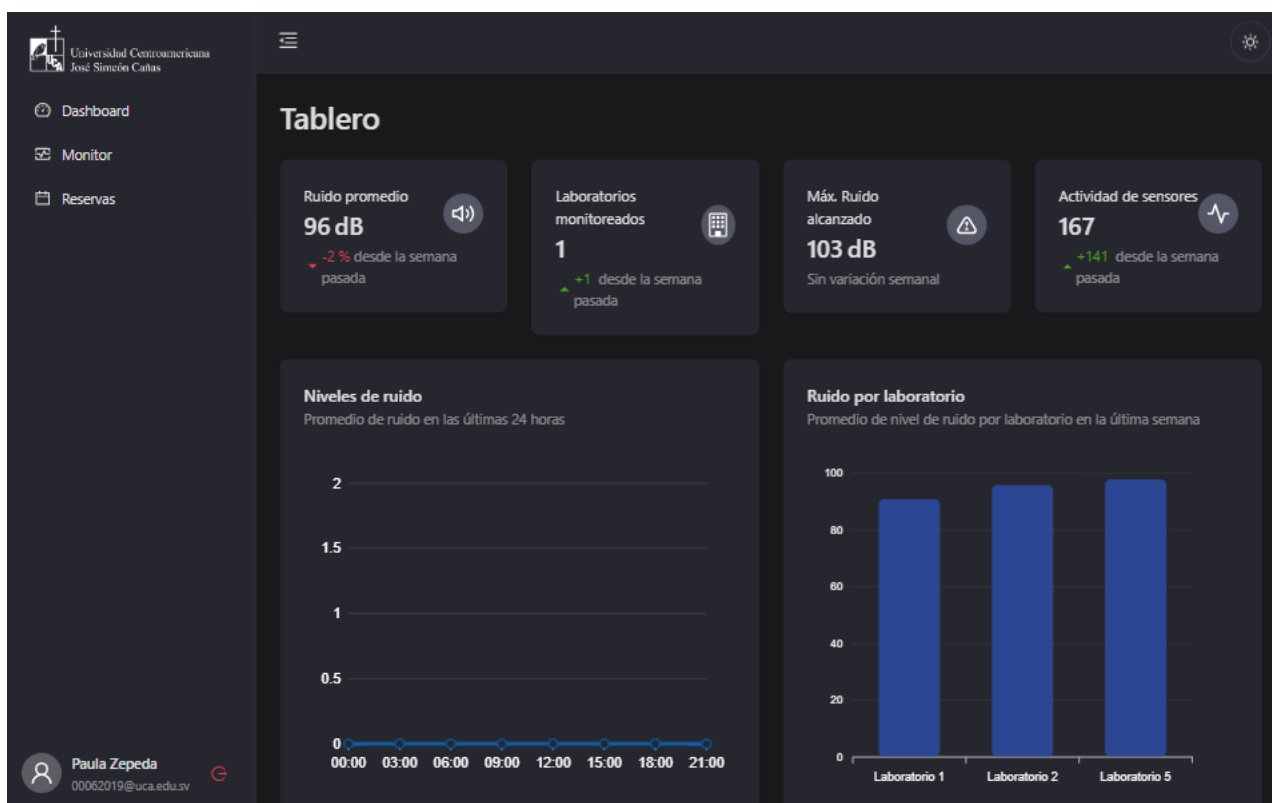 Universidad Centroamericana
José Simeón Cañas
UCA
Dashboard
Monitor
Reservas
Paula Zepeda
00062019@uca.edu.sv
Tablero
Ruido promedio
96 dB
-2 % desde la semana
pasada
Laboratorios
monitoreados
1
+1 desde la semana
pasada
Máx. Ruido
alcanzado
103 dB
Sin variación semanal
Actividad de sensores
167
+141 desde la semana
pasada
Niveles de ruido
Promedio de ruido en las últimas 24 horas
2
1.5
1
0.5
0
00:00 03:00 06:00 09:00 12:00 15:00 18:00 21:00
Ruido por laboratorio
Promedio de nivel de ruido por laboratorio en la última semana
100
80
60
40
20
0
Laboratorio 1 Laboratorio 2 Laboratorio 5